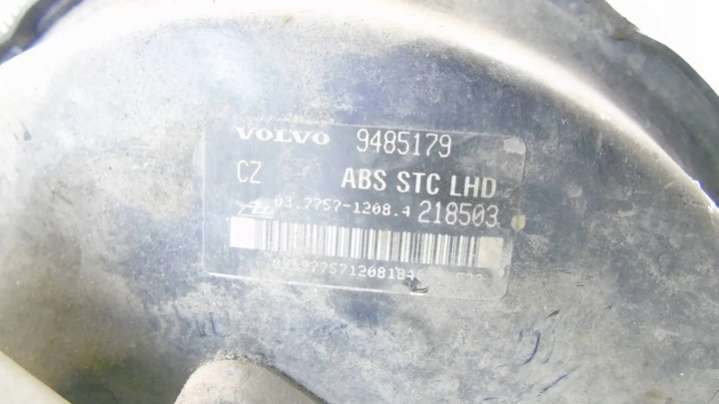 VOLVO 9485179
CZ ABS STC LHD
03.7757-1208.4 218503